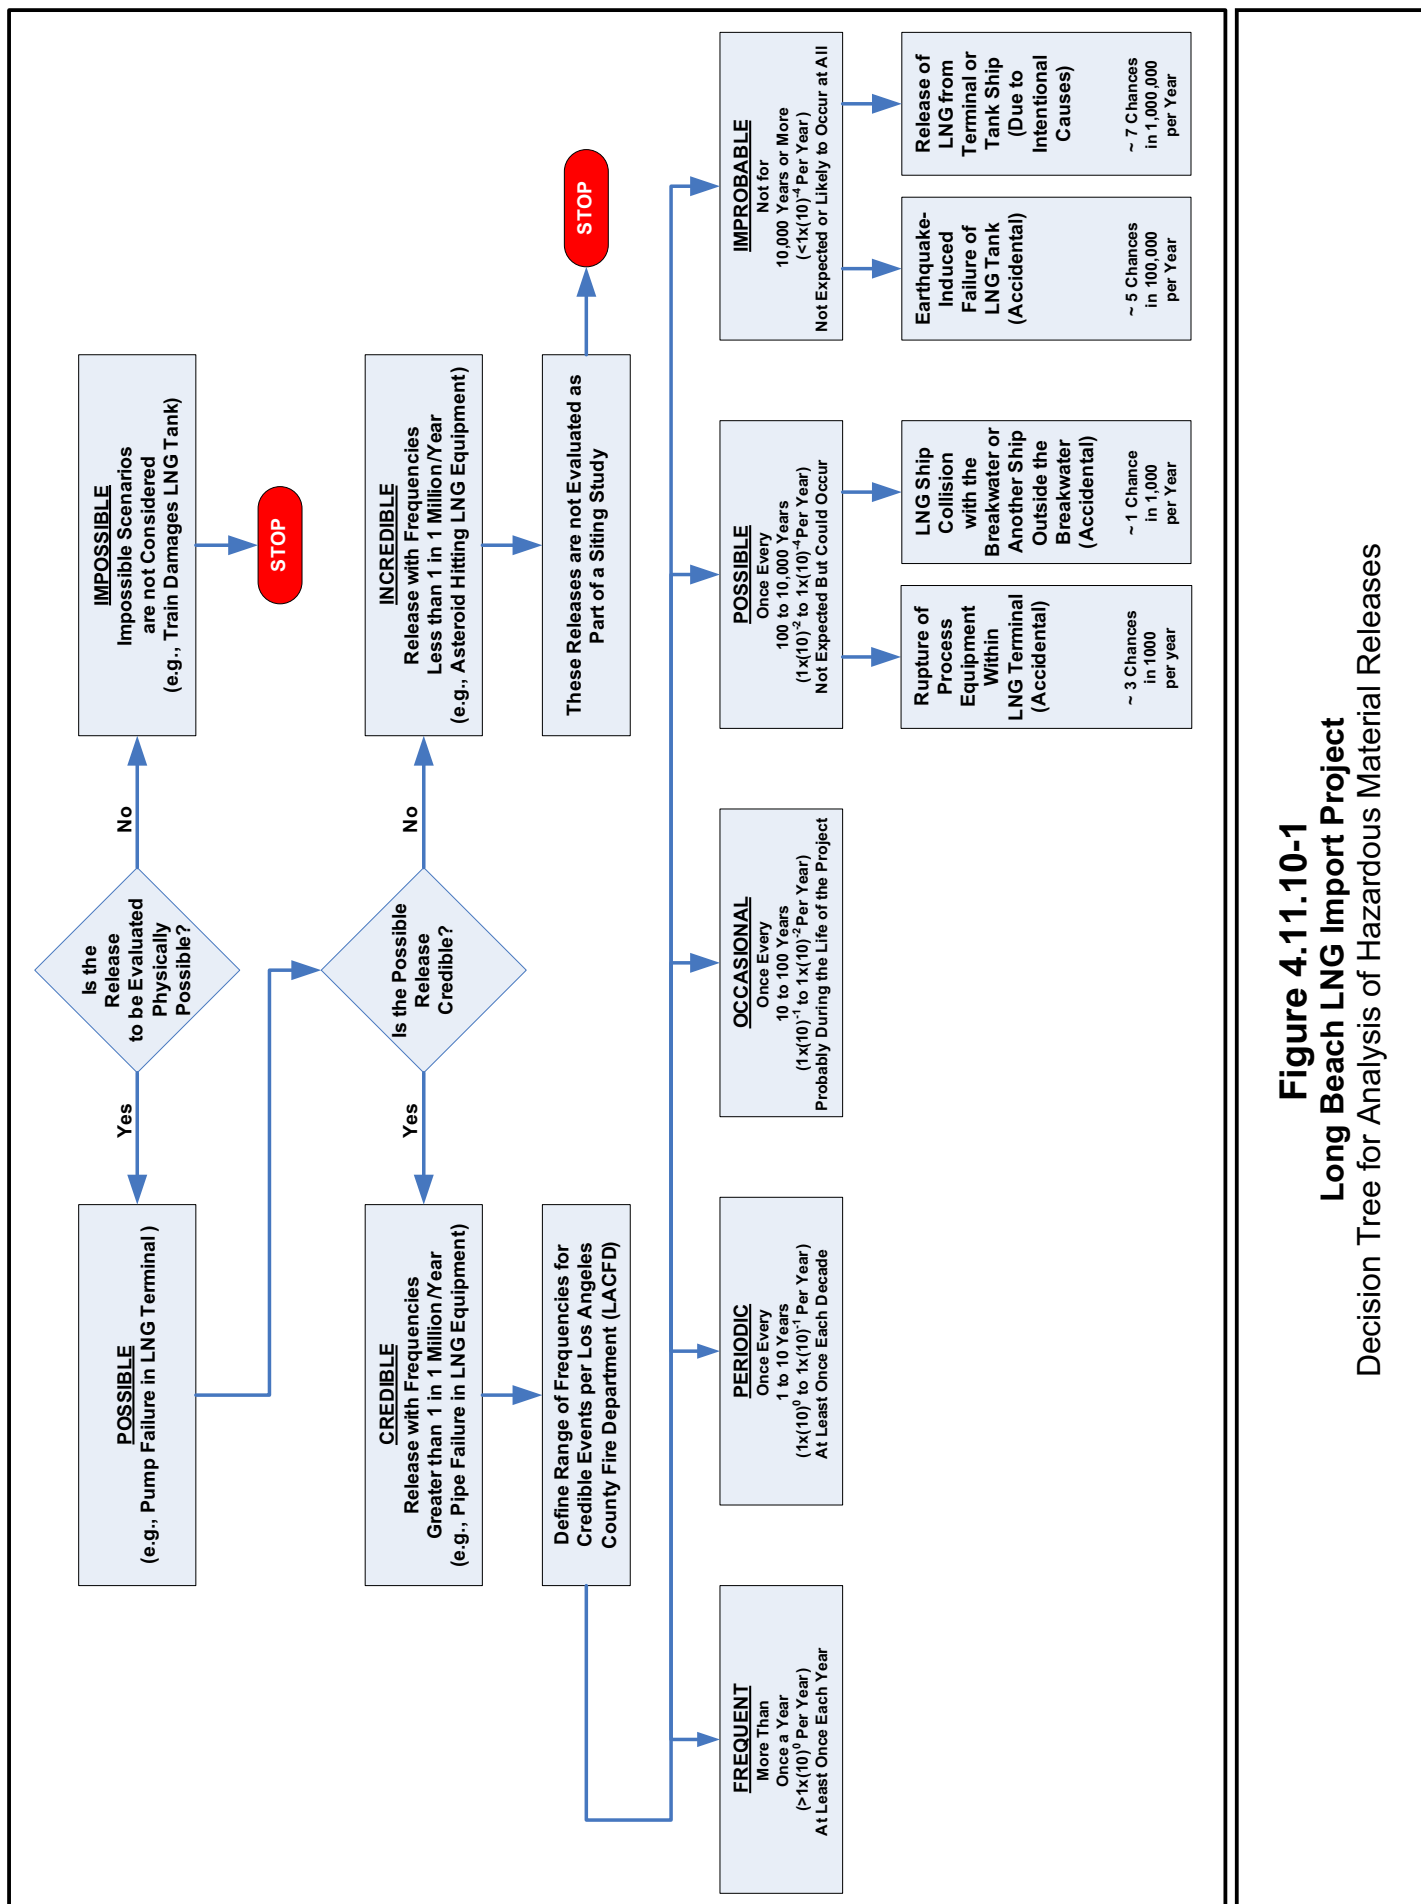 Is the
Release
to be Evaluated
Physically
Possible?
Yes
No
POSSIBLE
(e.g., Pump Failure in LNG Terminal )
IMPOSSIBLE
Impossible Scenarios
are not Considered
(e.g., Train Damages LNG Tank)
STOP
Is the Possible
Release
Credible?
Yes
No
CREDIBLE
Release with Frequencies
Greater than 1 in 1 Million/Year
(e.g., Pipe Failure in LNG Equipment)
INCREDIBLE
Release with Frequencies
Less than 1 in 1 Million/Year
(e.g., Asteroid Hitting LNG Equipment)
Define Range of Frequencies for
Credible Events per Los Angeles
County Fire Department (LACFD)
These Releases are not Evaluated as
Part of a Siting Study
STOP
FREQUENT
More Than
Once a Year
(>1x(10)⁰ Per Year)
At Least Once Each Year
PERIODIC
Once Every
1 to 10 Years
(1x(10)⁰ to 1x(10)⁻¹ Per Year)
At Least Once Each Decade
OCCASIONAL
Once Every
10 to 100 Years
(1x(10)⁻¹ to 1x(10)⁻² Per Year)
Probably During the Life of the Project
POSSIBLE
Once Every
100 to 10,000 Years
(1x(10)⁻² to 1x(10)⁻⁴ Per Year)
Not Expected But Could Occur
IMPROBABLE
Not for
10,000 Years or More
(<1x(10)⁻⁴ Per Year)
Not Expected or Likely to Occur at All
Rupture of
Process
Equipment
Within
LNG Terminal
(Accidental)
~ 3 Chances
in 1000
per year
LNG Ship
Collision
with the
Breakwater or
Another Ship
Outside the
Breakwater
(Accidental)
~ 1 Chance
in 1,000
per Year
Earthquake-
Induced
Failure of
LNG Tank
(Accidental)
~ 5 Chances
in 100,000
per Year
Release of
LNG from
Terminal or
Tank Ship
(Due to
Intentional
Causes)
~ 7 Chances
in 1,000,000
per Year
Figure 4.11.10-1
Long Beach LNG Import Project
Decision Tree for Analysis of Hazardous Material Releases